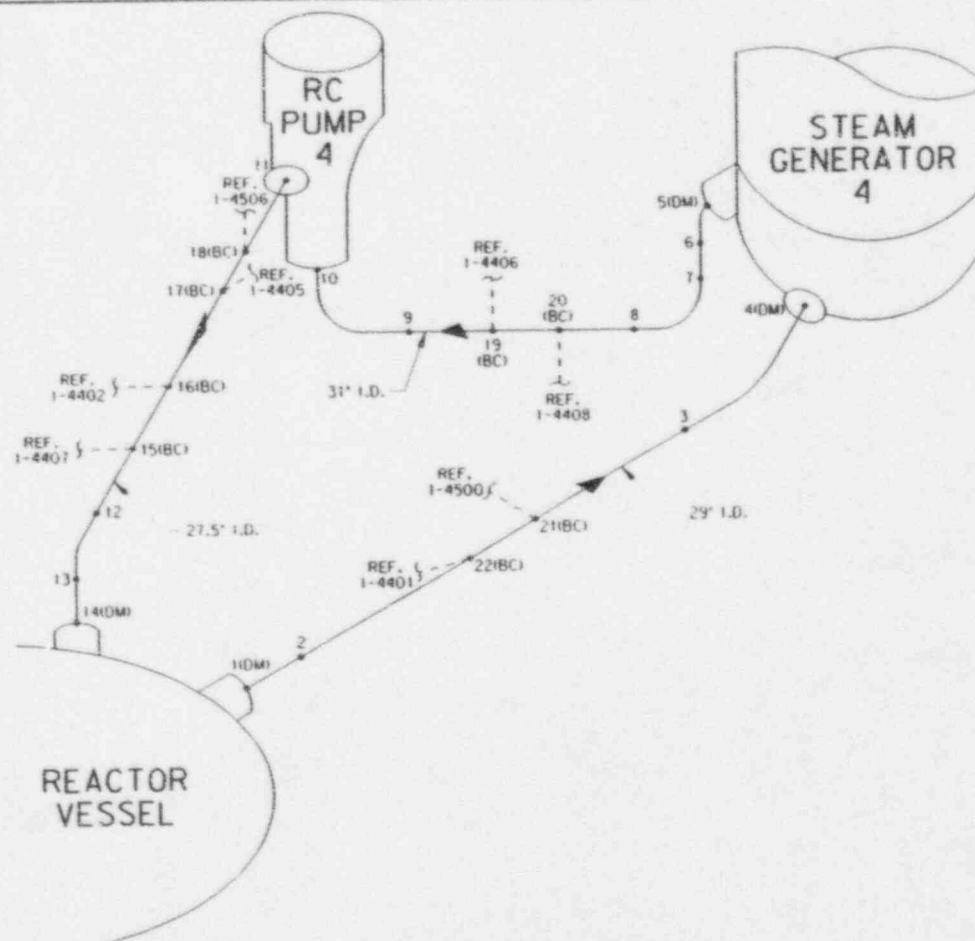 RC
PUMP
4
STEAM
GENERATOR
4
11
REF.
1-4506
5(DM)
18(BC)
REF.
1-4405
17(BC)
10
REF.
1-4406
6
7
20
(BC)
9
8
19
(BC)
4(DM)
REF.
1-4402
16(BC)
31" I.D.
REF.
1-4408
REF.
1-4407
15(BC)
3
REF.
1-4500
12
27.5" I.D.
21(BC)
29" I.D.
22(BC)
REF.
1-4401
13
14(DM)
2
1(DM)
REACTOR
VESSEL